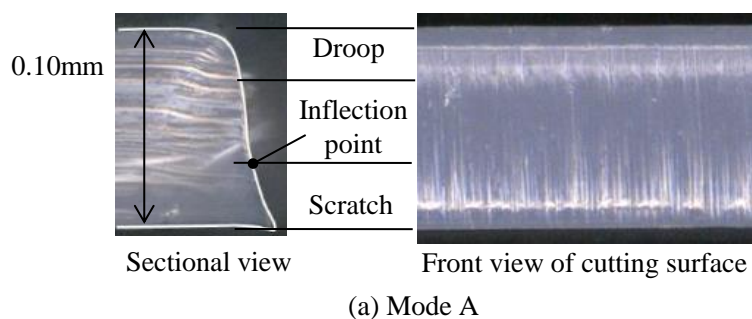 0.10mm
Droop
Inflection
point
Scratch
Sectional view
Front view of cutting surface
(a) Mode A